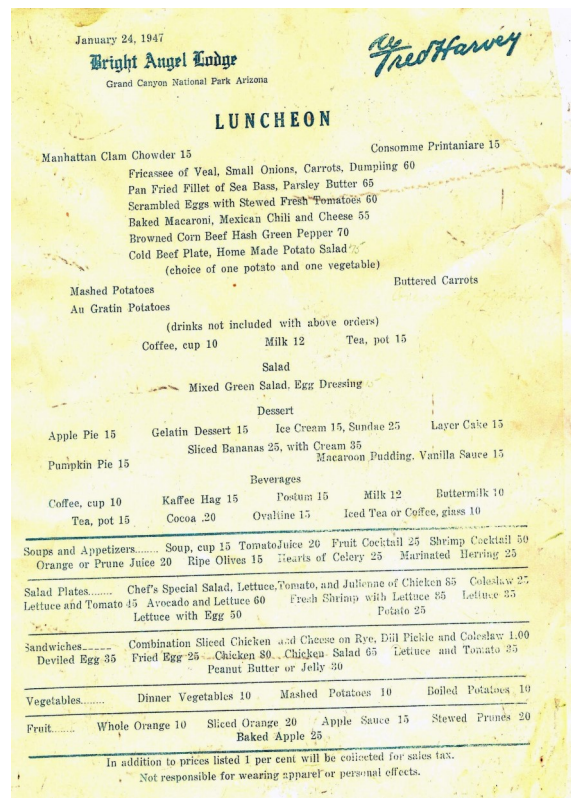 January 24, 1947
Bright Angel Lodge
Fred Harvey
Grand Canyon National Park Arizona
LUNCHEON
Manhattan Clam Chowder 15 Consomme Printaniare 15
Fricassee of Veal, Small Onions, Carrots, Dumpling 60
Pan Fried Fillet of Sea Bass, Parsley Butter 65
Scrambled Eggs with Stewed Fresh Tomatoes 60
Baked Macaroni, Mexican Chili and Cheese 55
Browned Corn Beef Hash Green Pepper 70
Cold Beef Plate, Home Made Potato Salad
(choice of one potato and one vegetable)
Mashed Potatoes Buttered Carrots
Au Gratin Potatoes
(drinks not included with above orders)
Coffee, cup 10 Milk 12 Tea, pot 15
Salad
Mixed Green Salad, Egg Dressing
Dessert
Apple Pie 15 Gelatin Dessert 15 Ice Cream 15, Sundae 25 Layer Cake 15
Sliced Bananas 25, with Cream 35
Pumpkin Pie 15 Macaroon Pudding, Vanilla Sauce 15
Beverages
Coffee, cup 10 Kaffee Hag 15 Postum 15 Milk 12 Buttermilk 10
Tea, pot 15 Cocoa .20 Ovaltine 15 Iced Tea or Coffee, glass 10
Soups and Appetizers........ Soup, cup 15 Tomato Juice 20 Fruit Cocktail 25 Shrimp Cocktail 50
Orange or Prune Juice 20 Ripe Olives 15 Hearts of Celery 25 Marinated Herring 25
Salad Plates........ Chef's Special Salad, Lettuce, Tomato, and Julienne of Chicken 85 Coleslaw 25
Lettuce and Tomato 45 Avocado and Lettuce 60 Fresh Shrimp with Lettuce 85 Lettuce 35
Lettuce with Egg 50 Potato 25
Sandwiches...... Combination Sliced Chicken and Cheese on Rye, Dill Pickle and Coleslaw 1.00
Deviled Egg 35 Fried Egg 25 Chicken 80 Chicken Salad 65 Lettuce and Tomato 35
Peanut Butter or Jelly 30
Vegetables........ Dinner Vegetables 10 Mashed Potatoes 10 Boiled Potatoes 10
Fruit........ Whole Orange 10 Sliced Orange 20 Apple Sauce 15 Stewed Prunes 20
Baked Apple 25
In addition to prices listed 1 per cent will be collected for sales tax.
Not responsible for wearing apparel or personal effects.